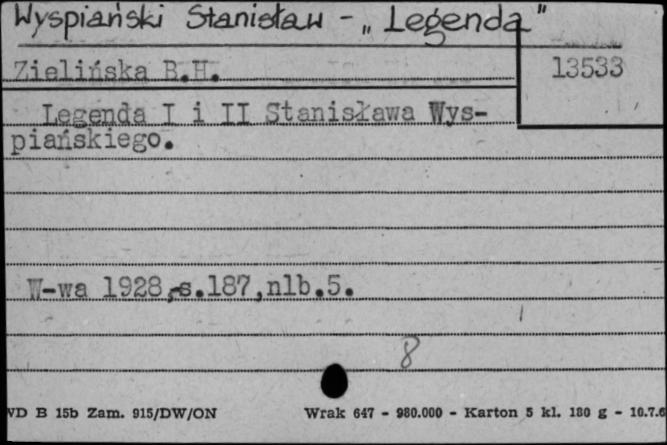 Wyspiański Stanisław - „Legenda”
Zielińska B.H.
13533
Legenda I i II Stanisława Wys-
piańskiego.
W-wa 1928,-s.187,nlb.5.
8
WD B 15b Zam. 915/DW/ON Wrak 647 - 980.000 - Karton 5 kl. 180 g - 10.7.6